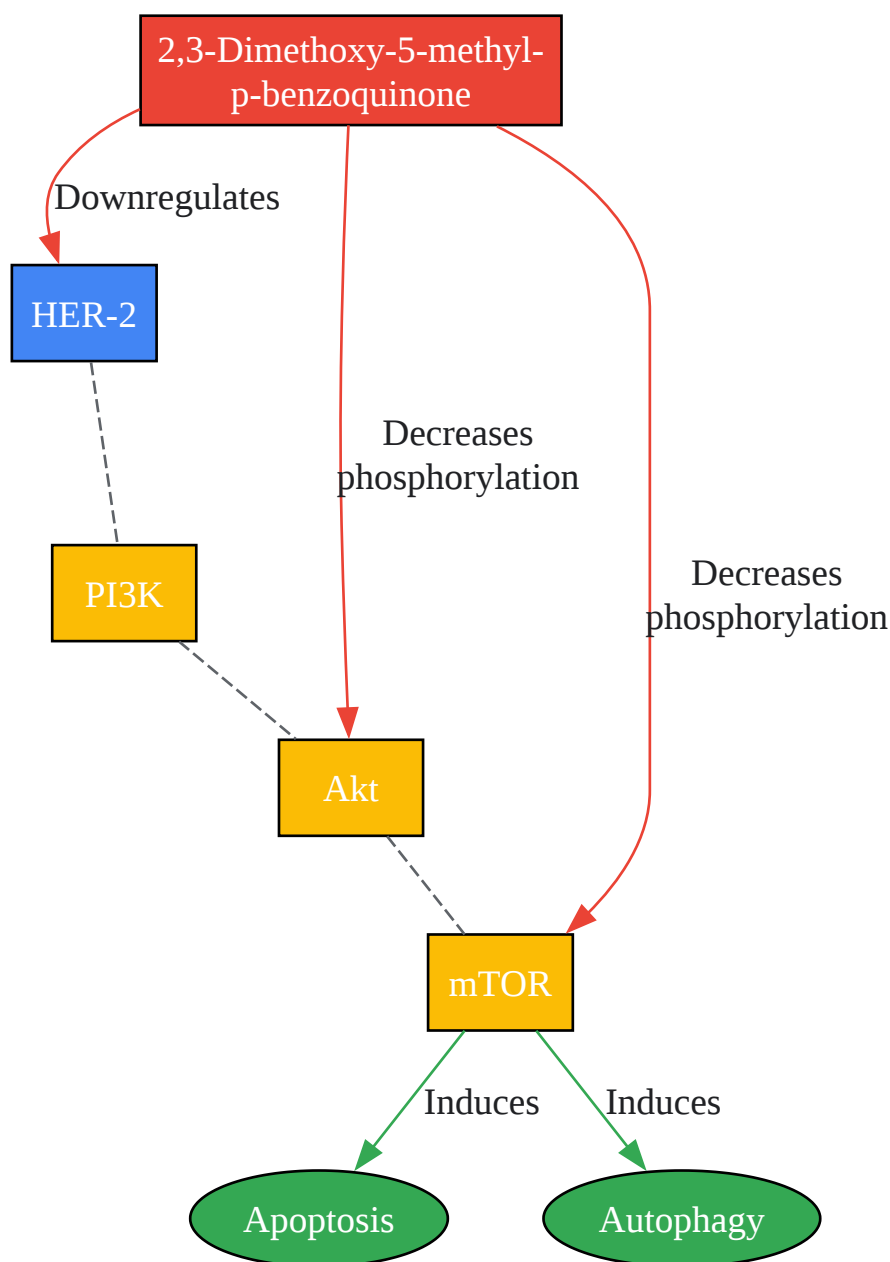 2,3-Dimethoxy-5-methyl-
p-benzoquinone
Downregulates
HER-2
Decreases
phosphorylation
Decreases
phosphorylation
PI3K
Akt
mTOR
Induces
Induces
Apoptosis
Autophagy